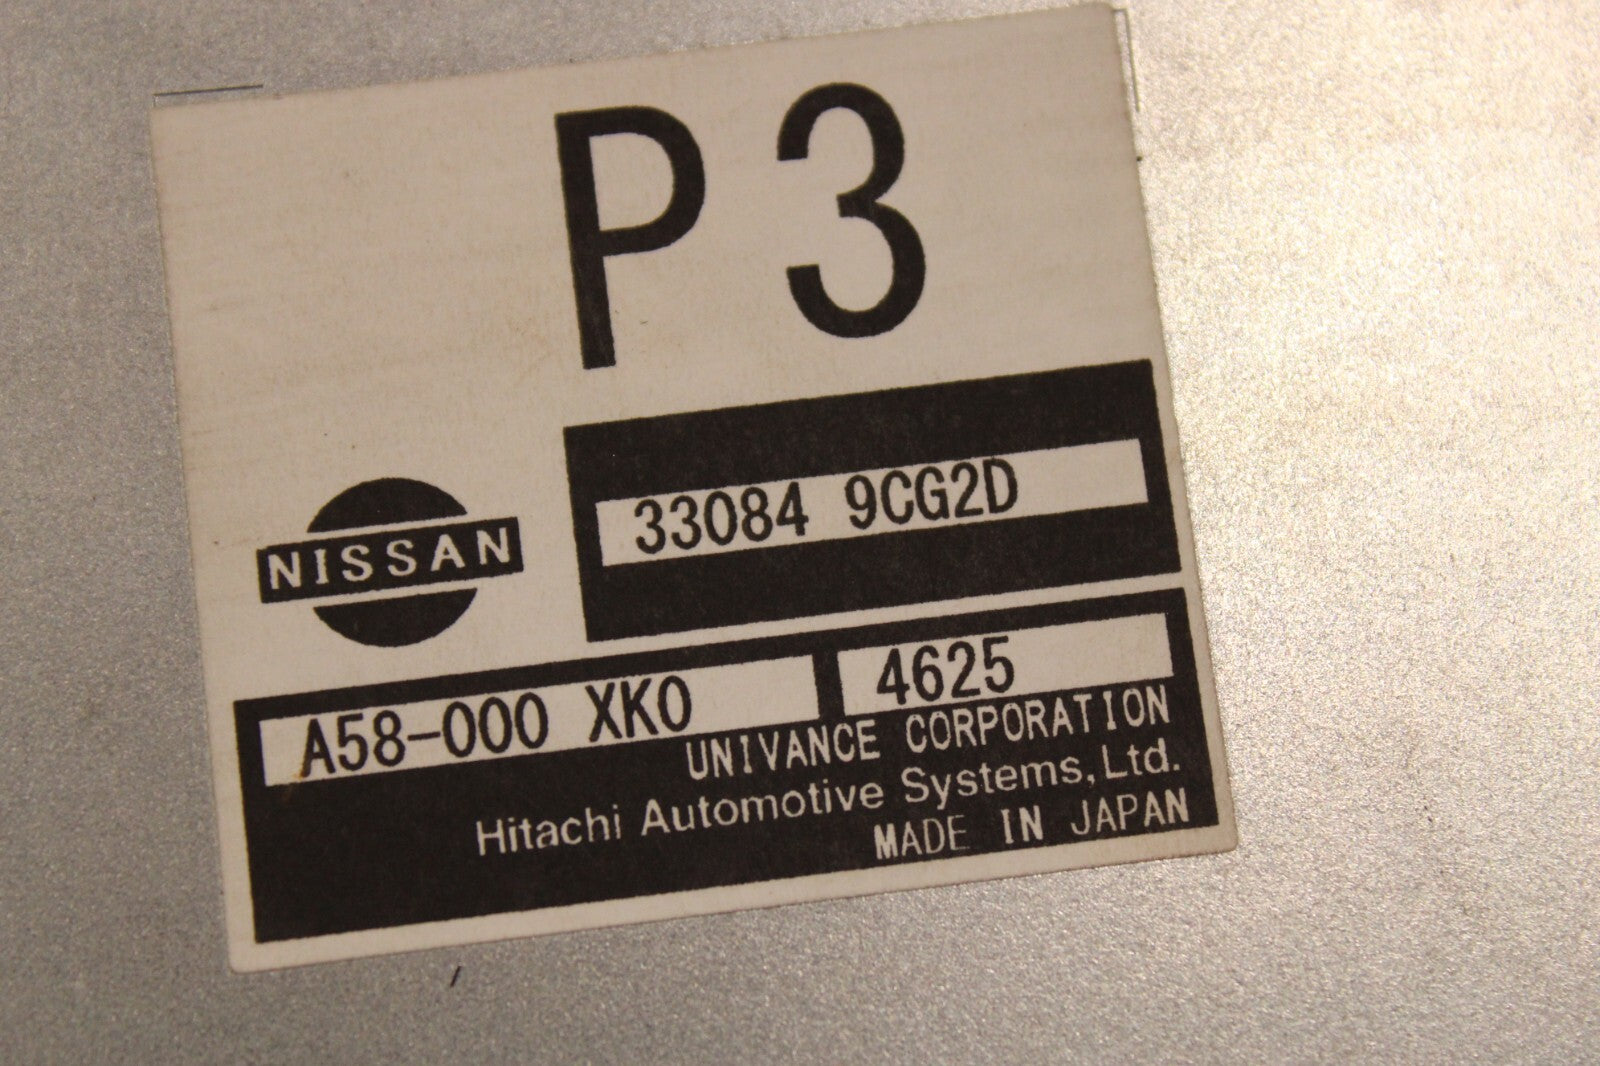 P3
33084 9CG2D
NISSAN
A58-000 XK0 4625
UNIVANCE CORPORATION
Hitachi Automotive Systems,Ltd.
MADE IN JAPAN